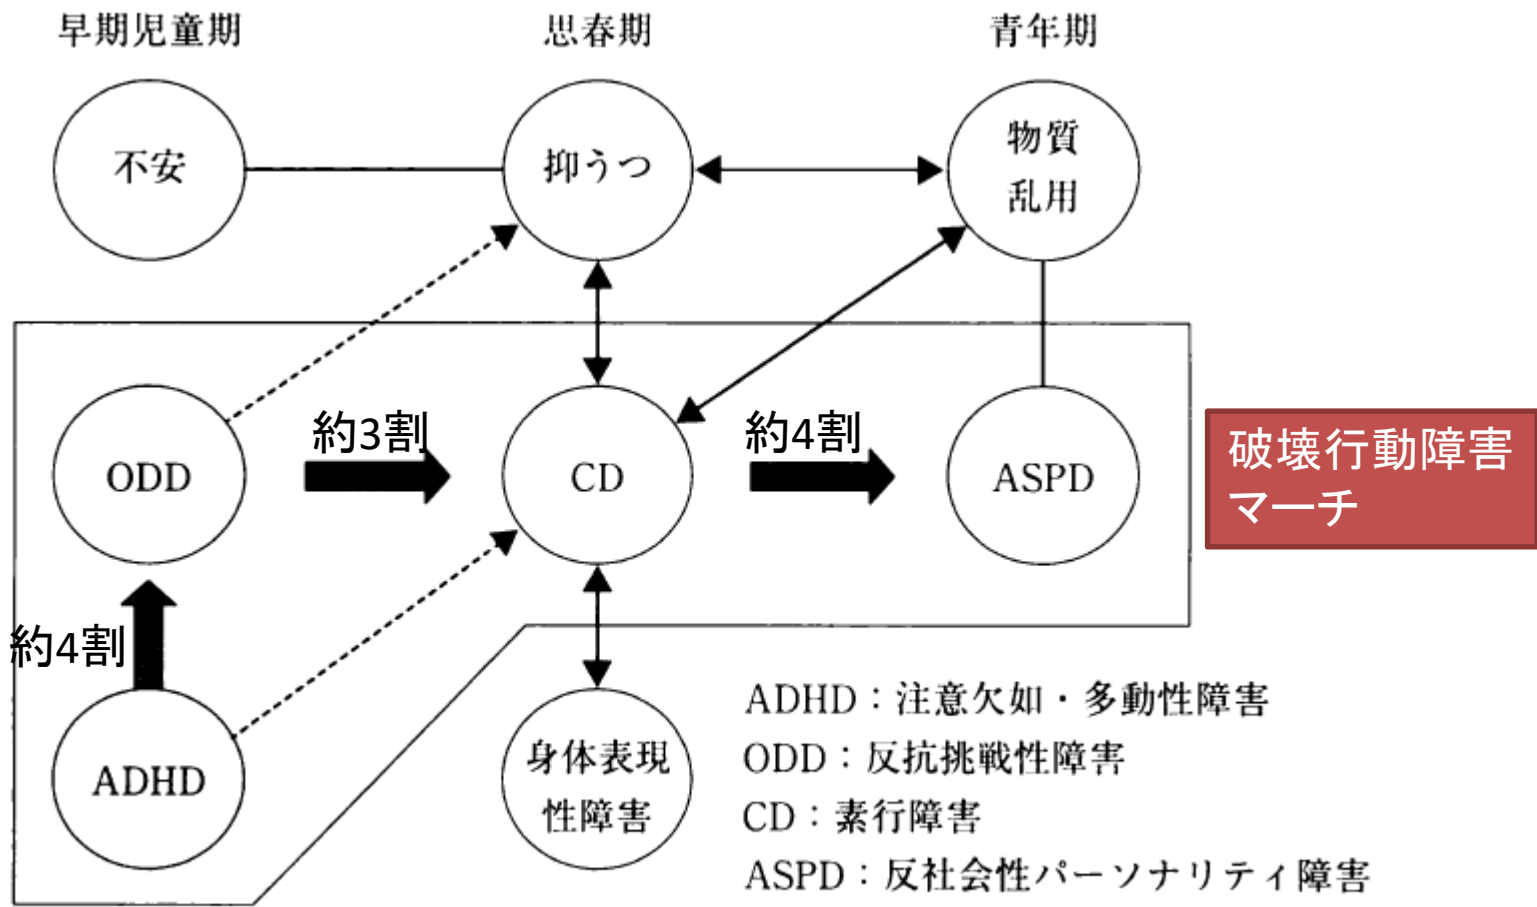 早期児童期
思春期
青年期
不安
抑うつ
物質
乱用
ODD
約3割
CD
約4割
ASPD
破壊行動障害
マーチ
約4割
ADHD
身体表現
性障害
ADHD：注意欠如・多動性障害
ODD：反抗挑戦性障害
CD：素行障害
ASPD：反社会性パーソナリティ障害